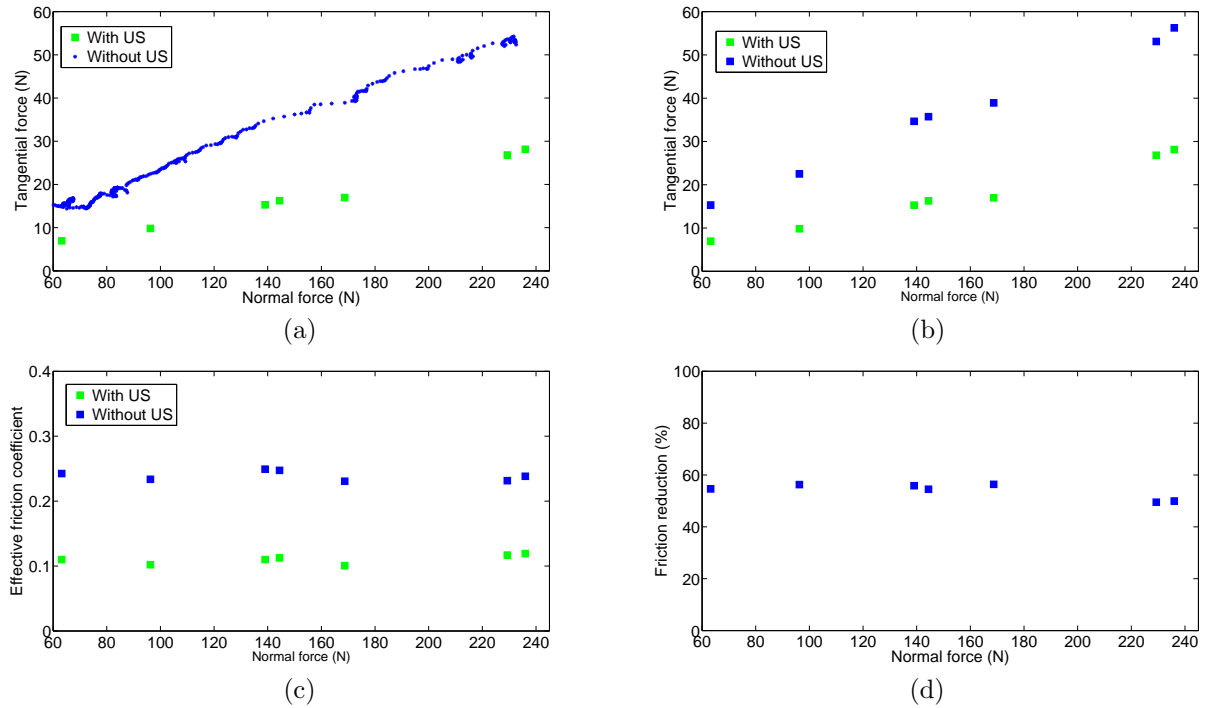 60
50
40
30
20
10
0
Tangential force (N)
With US
Without US
60 80 100 120 140 160 180 200 220 240
Normal force (N)
(a)
60
50
40
30
20
10
0
Tangential force (N)
With US
Without US
60 80 100 120 140 160 180 200 220 240
Normal force (N)
(b)
0.4
0.3
0.2
0.1
0
Effective friction coefficient
With US
Without US
60 80 100 120 140 160 180 200 220 240
Normal force (N)
(c)
100
80
60
40
20
0
Friction reduction (%)
60 80 100 120 140 160 180 200 220 240
Normal force (N)
(d)